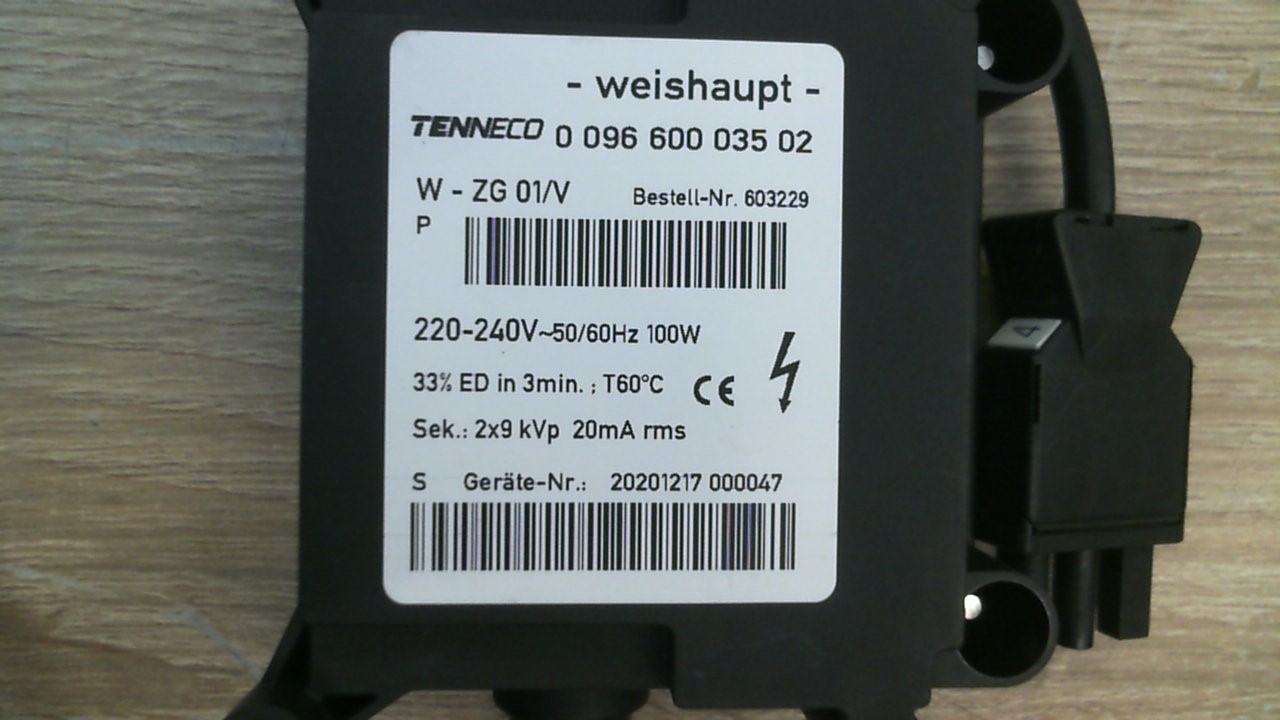 - weishaupt -
TENNECO 0 096 600 035 02
W - ZG 01/V Bestell-Nr. 603229
P
220-240V~50/60Hz 100W
33% ED in 3min. ; T60°C CE
Sek.: 2x9 kVp 20mA rms
S Geräte-Nr.: 20201217 000047
4